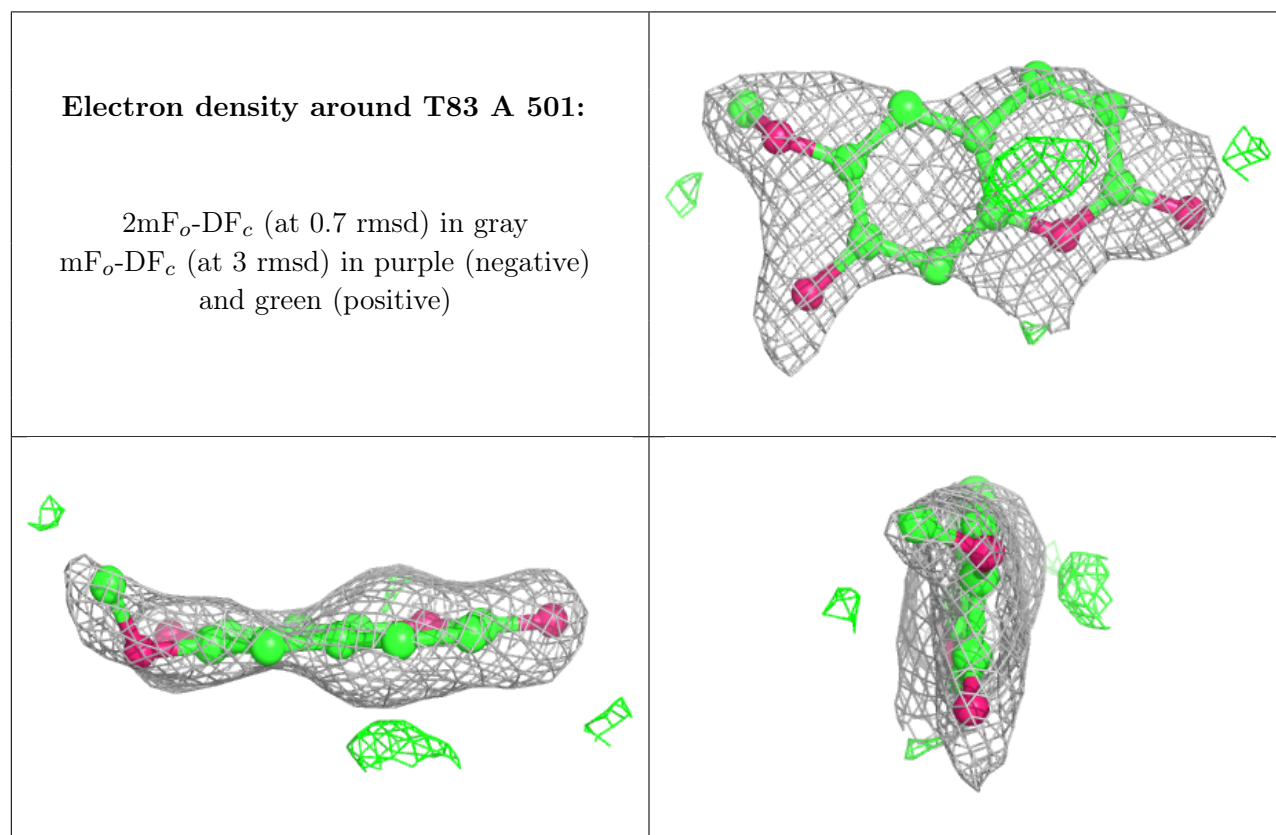 Electron density around T83 A 501:
2mFo-DFc (at 0.7 rmsd) in gray
mFo-DFc (at 3 rmsd) in purple (negative)
and green (positive)